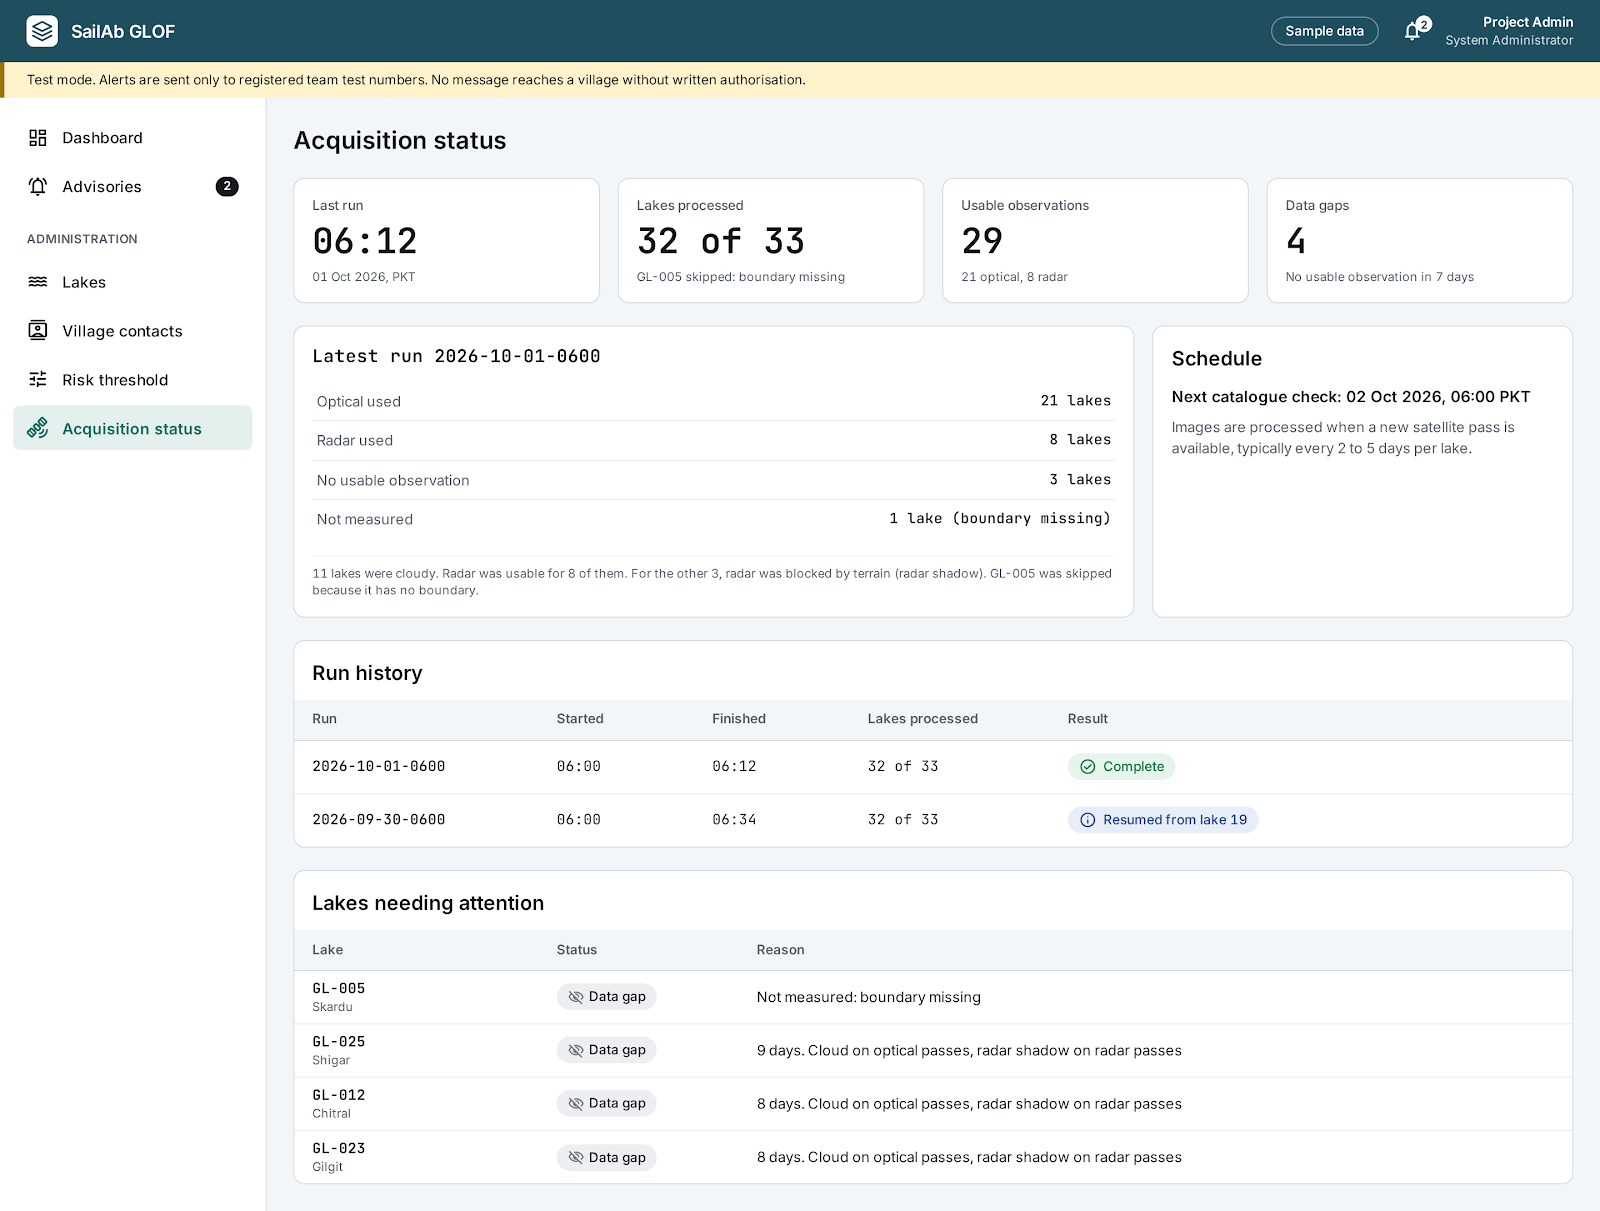 SailAb GLOF
Sample data
2
Project Admin
System Administrator
Test mode. Alerts are sent only to registered team test numbers. No message reaches a village without written authorisation.
Dashboard
Advisories
2
ADMINISTRATION
Lakes
Village contacts
Risk threshold
Acquisition status
Acquisition status
Last run
06:12
01 Oct 2026, PKT
Lakes processed
32 of 33
GL-005 skipped: boundary missing
Usable observations
29
21 optical, 8 radar
Data gaps
4
No usable observation in 7 days
Latest run 2026-10-01-0600
Optical used
21 lakes
Radar used
8 lakes
No usable observation
3 lakes
Not measured
1 lake (boundary missing)
11 lakes were cloudy. Radar was usable for 8 of them. For the other 3, radar was blocked by terrain (radar shadow). GL-005 was skipped
because it has no boundary.
Schedule
Next catalogue check: 02 Oct 2026, 06:00 PKT
Images are processed when a new satellite pass is
available, typically every 2 to 5 days per lake.
Run history
Run Started Finished Lakes processed Result
2026-10-01-0600 06:00 06:12 32 of 33 Complete
2026-09-30-0600 06:00 06:34 32 of 33 Resumed from lake 19
Lakes needing attention
Lake Status Reason
GL-005
Skardu
Data gap
Not measured: boundary missing
GL-025
Shigar
Data gap
9 days. Cloud on optical passes, radar shadow on radar passes
GL-012
Chitral
Data gap
8 days. Cloud on optical passes, radar shadow on radar passes
GL-023
Gilgit
Data gap
8 days. Cloud on optical passes, radar shadow on radar passes